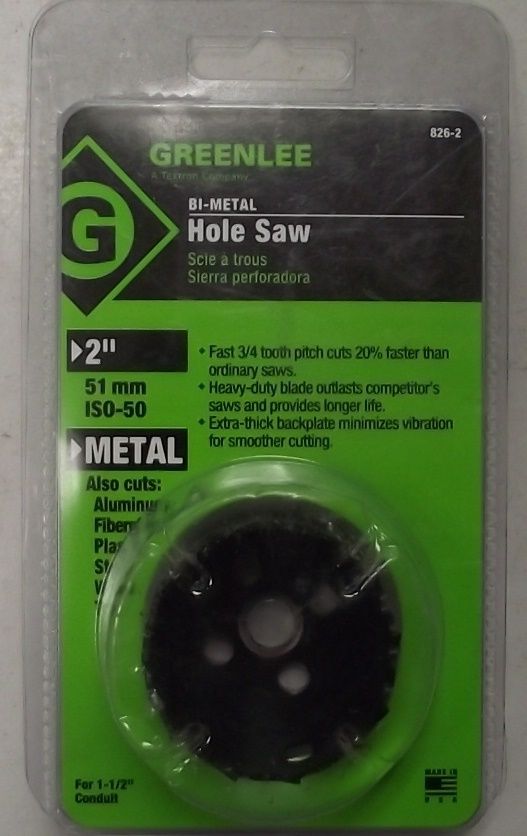 826-2
GREENLEE
A Textron Company
G
BI-METAL
Hole Saw
Scie à trous
Sierra perforadora
2"
51 mm
ISO-50
METAL
Also cuts:
• Fast 3/4 tooth pitch cuts 20% faster than
ordinary saws.
• Heavy-duty blade outlasts competitor's
saws and provides longer life.
• Extra-thick backplate minimizes vibration
for smoother cutting.
For 1-1/2"
Conduit
MADE IN
U S A